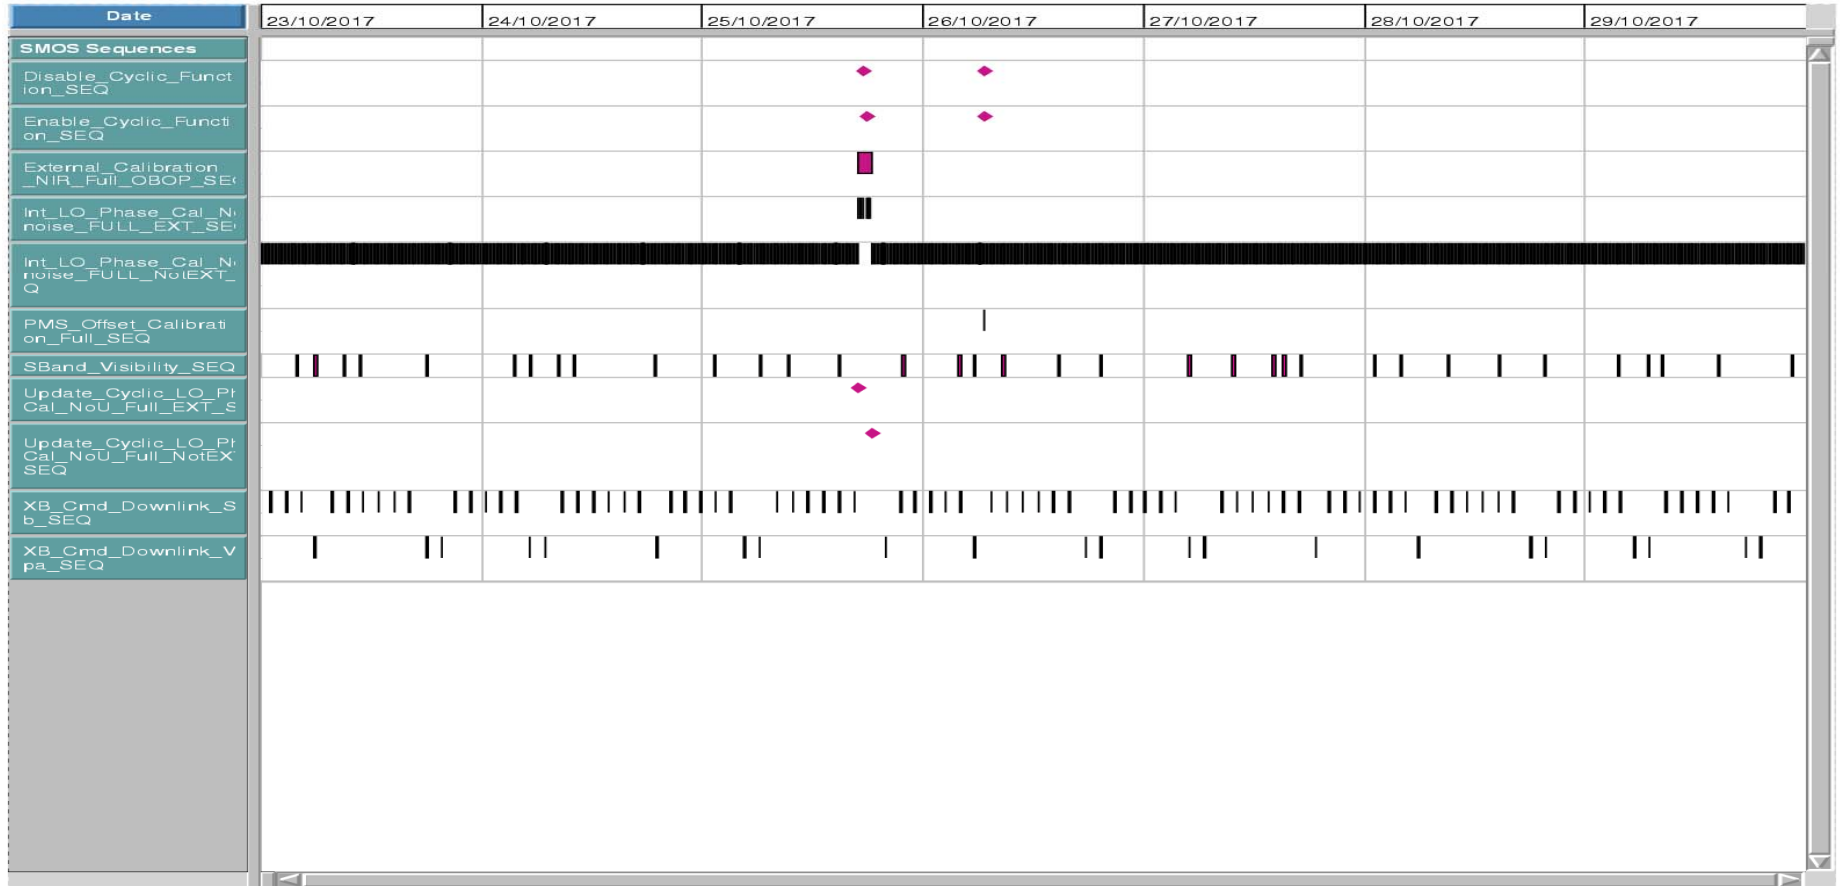 Date
23/10/2017 24/10/2017 25/10/2017 26/10/2017 27/10/2017 28/10/2017 29/10/2017
SMOS Sequences
Disable_Cyclic_Funct
ion_SEQ
Enable_Cyclic_Functi
on_SEQ
External_Calibration
_NIR_Full_OBOP_SE
Int_LO_Phase_Cal_N
noise_FULL_EXT_SE
Int_LO_Phase_Cal_N
noise_FULL_NotEXT_
Q
PMS_Offset_Calibrati
on_Full_SEQ
SBand_Visibility_SEQ
Update_Cyclic_LO_P
Cal_NoU_Full_EXT_S
Update_Cyclic_LO_P
Cal_NoU_Full_NotEX
SEQ
XB_Cmd_Downlink_S
b_SEQ
XB_Cmd_Downlink_V
pa_SEQ